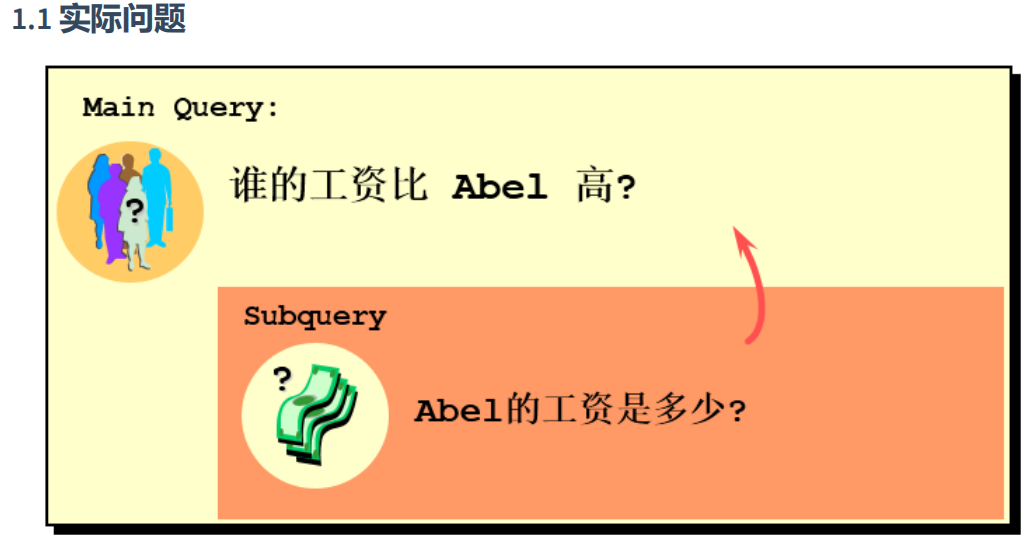 1.1 实际问题
Main Query:
谁的工资比 Abel 高?
?
Subquery
?
Abel的工资是多少?